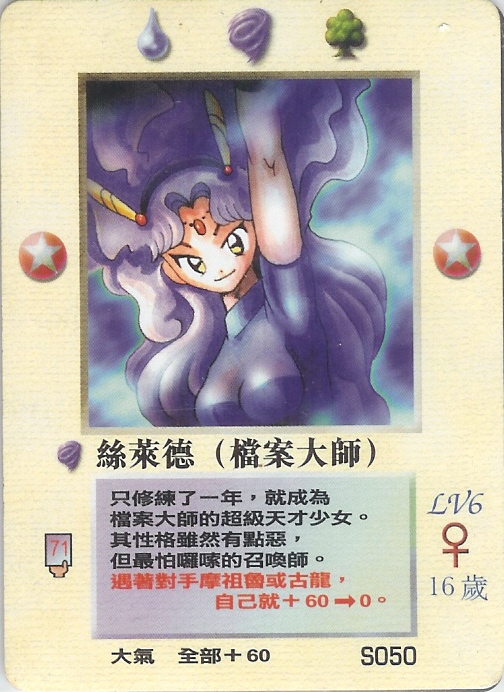 絲萊德（檔案大師）
只修練了一年，就成為
檔案大師的超級天才少女。
其性格雖然有點惡，
但最怕囉嗦的召喚師。
遇著對手摩祖魯或古龍，
自己就＋60➡0。
71
LV6
♀
16歲
大氣　全部＋60
S050